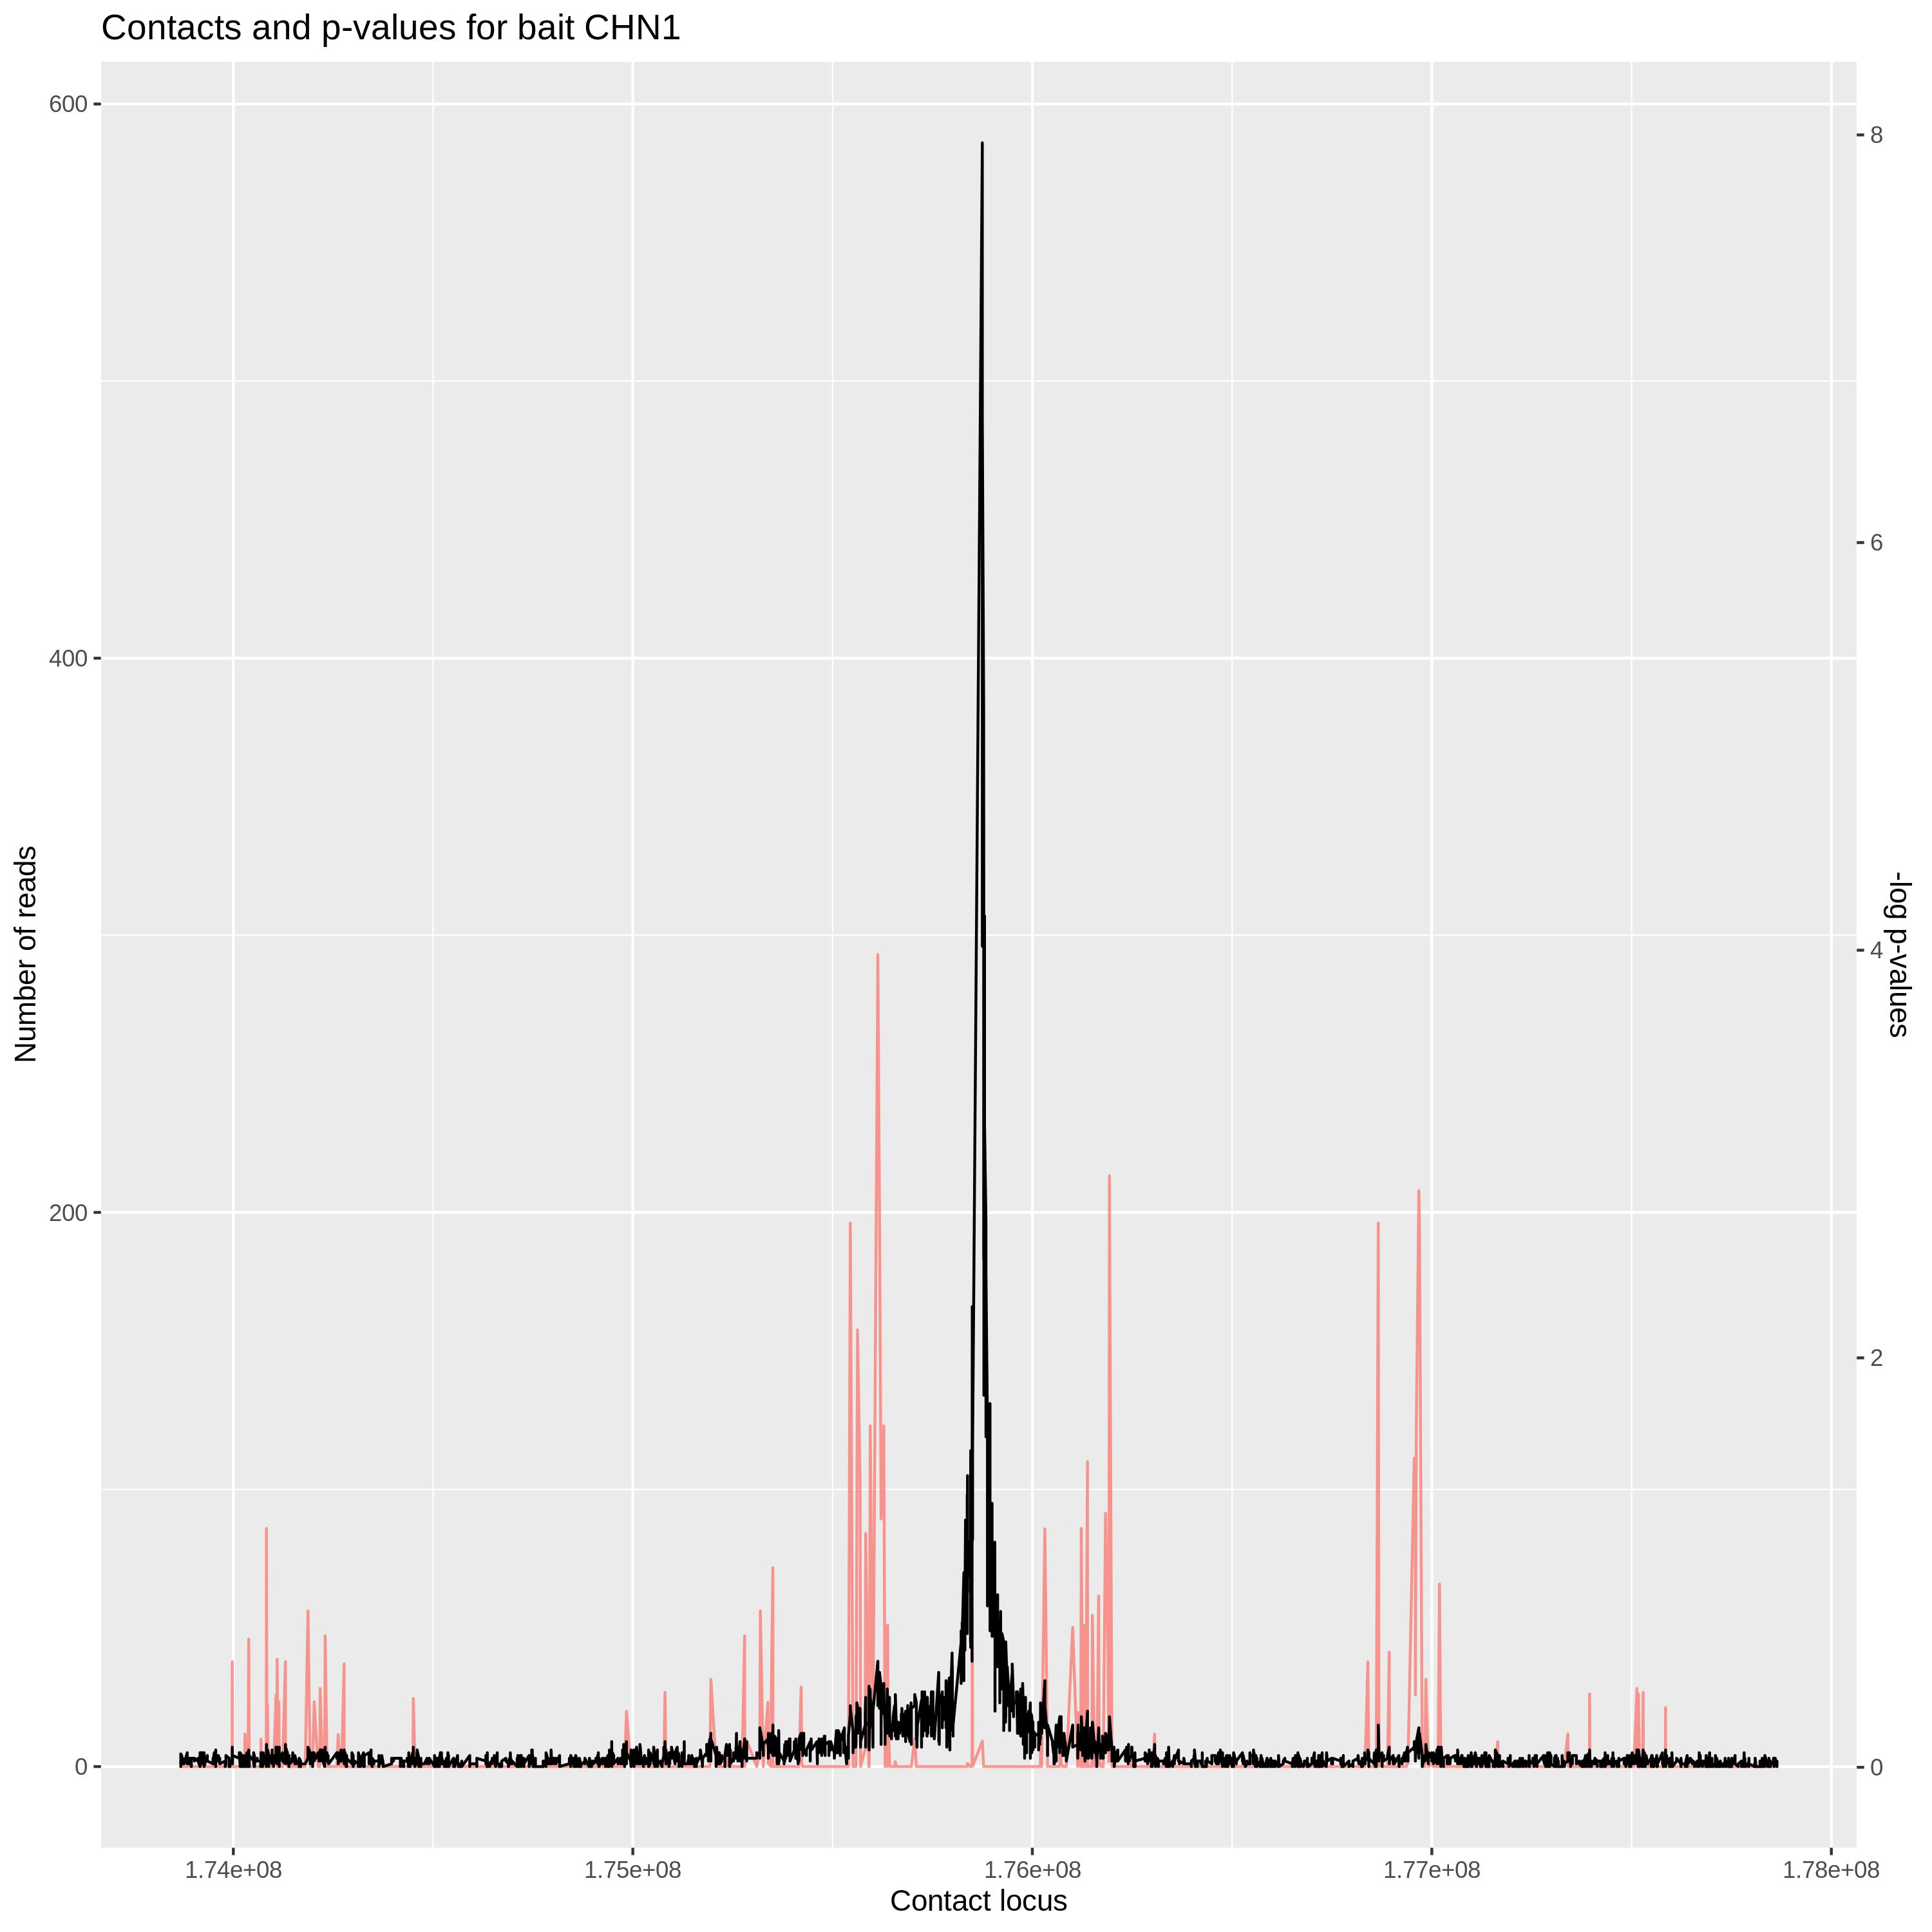 Contacts and p-values for bait CHN1
600
400
200
0
Number of reads
8
6
4
2
0
-log p-values
1.74e+08 1.75e+08 1.76e+08 1.77e+08 1.78e+08
Contact locus